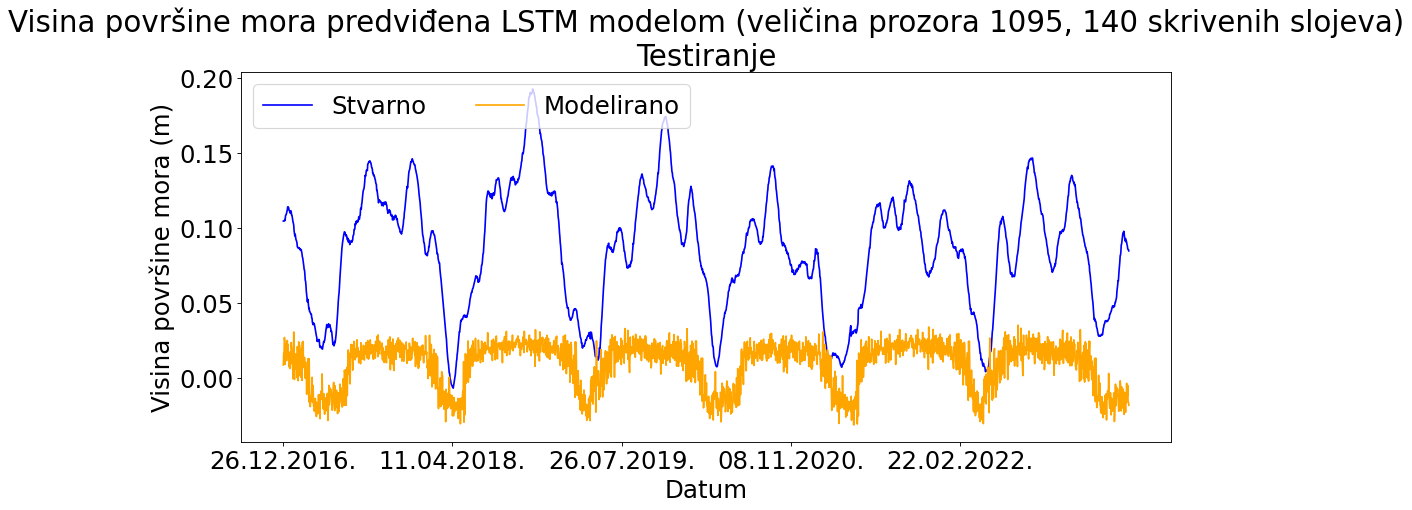 Visina površine mora predviđena LSTM modelom (veličina prozora 1095, 140 skrivenih slojeva)
Testiranje
Stvarno Modelirano
Visina površine mora (m)
0.20
0.15
0.10
0.05
0.00
26.12.2016. 11.04.2018. 26.07.2019. 08.11.2020. 22.02.2022.
Datum